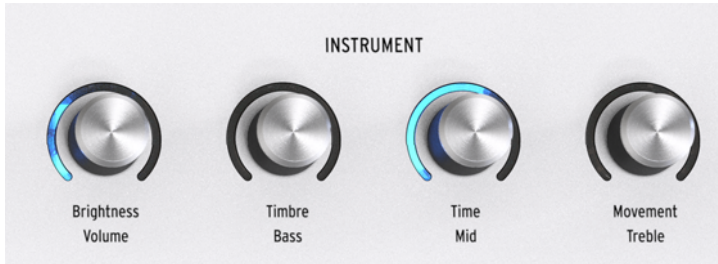 INSTRUMENT
Brightness Timbre Time Movement
Volume Bass Mid Treble